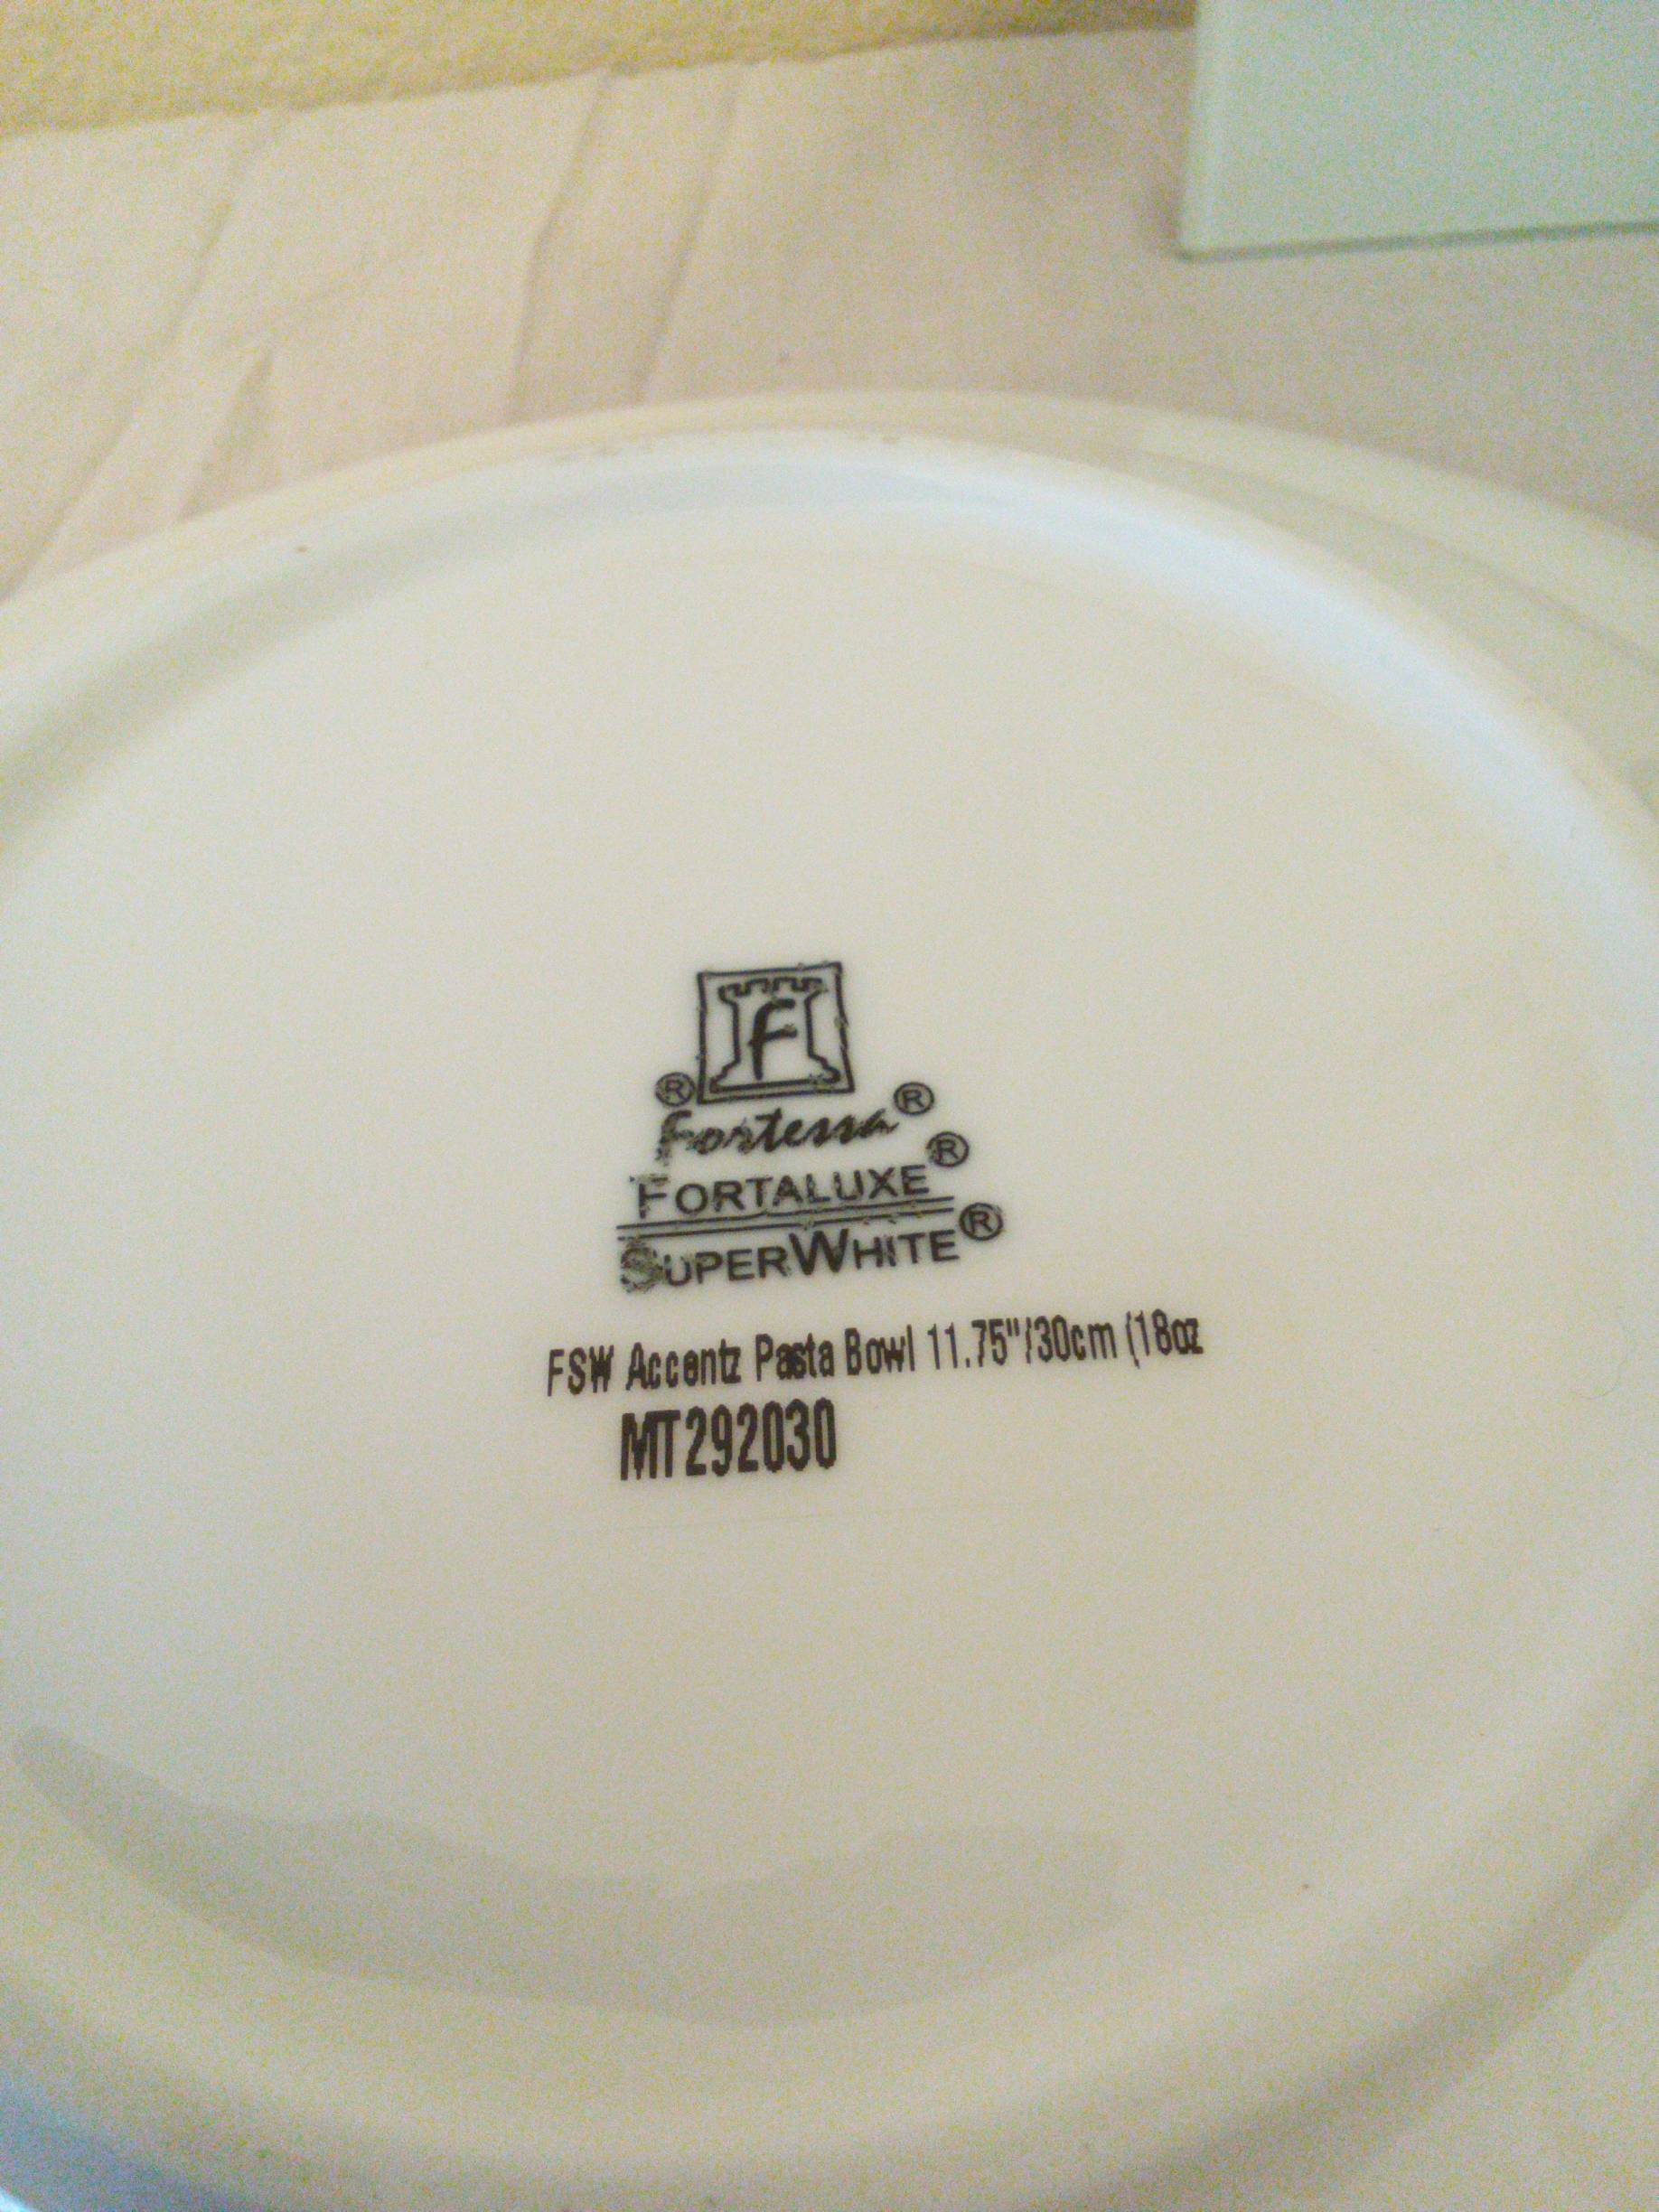 F
®
Fortessa®
FORTALUXE®
SUPERWHITE®
FSW Accentz Pasta Bowl 11.75"/30cm (18oz
MT292030